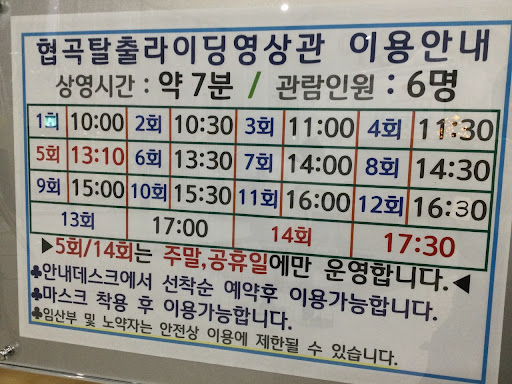 협곡탈출라이딩영상관 이용안내
상영시간 : 약 7분 / 관람인원 : 6명
1회 10:00 2회 10:30 3회 11:00 4회 11:30
5회 13:10 6회 13:30 7회 14:00 8회 14:30
9회 15:00 10회 15:30 11회 16:00 12회 16:30
13회 17:00 14회 17:30
▶5회/14회는 주말,공휴일에만 운영합니다.◀
♣안내데스크에서 선착순 예약후 이용가능합니다.
♣마스크 착용 후 이용가능합니다.
♣임산부 및 노약자는 안전상 이용에 제한될 수 있습니다.